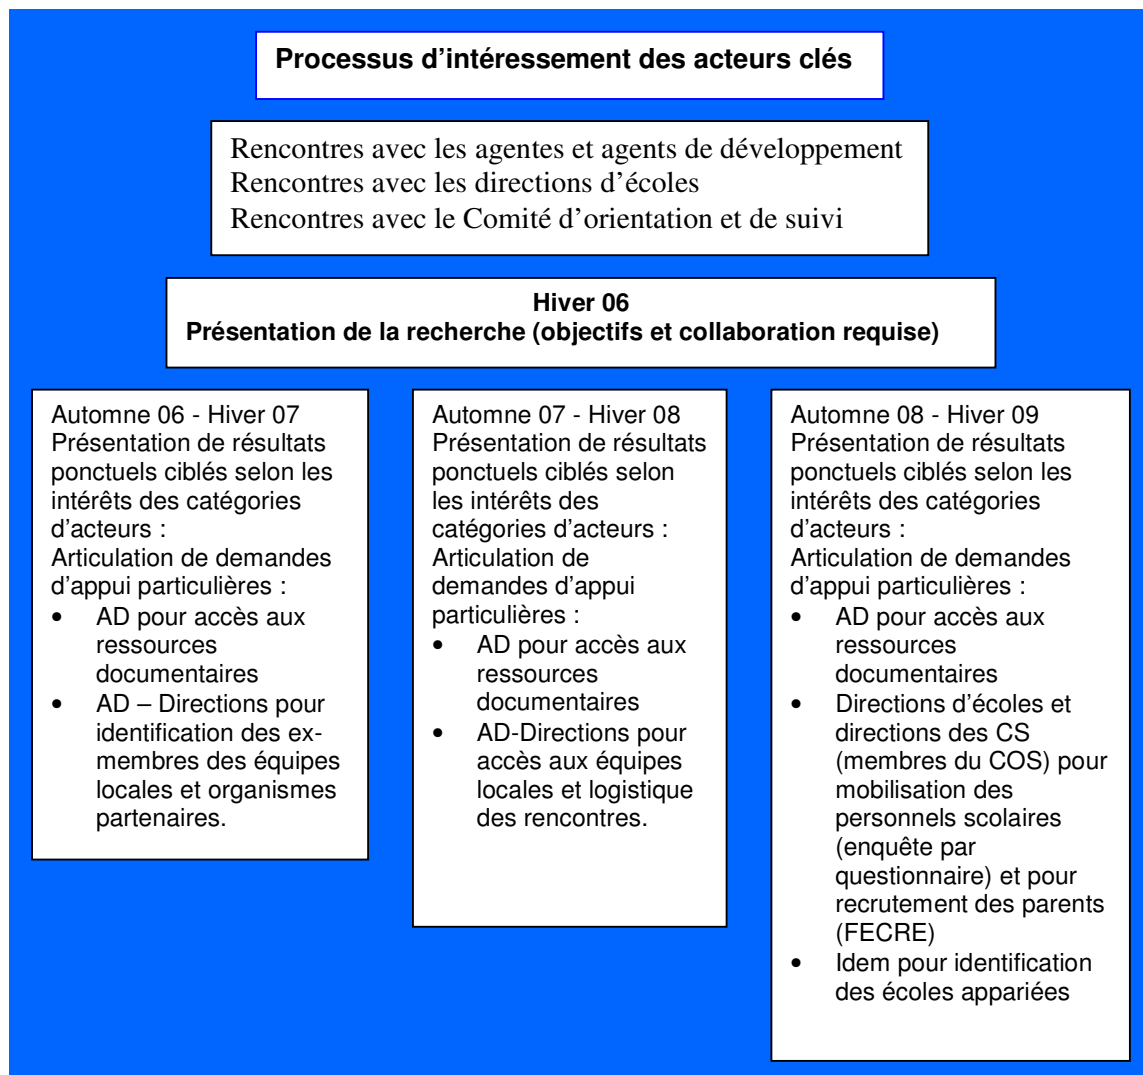 Processus d’intéressement des acteurs clés
Rencontres avec les agentes et agents de développement
Rencontres avec les directions d’écoles
Rencontres avec le Comité d’orientation et de suivi
Hiver 06
Présentation de la recherche (objectifs et collaboration requise)
Automne 06 - Hiver 07
Présentation de résultats
ponctuels ciblés selon les
intérêts des catégories
d’acteurs :
Articulation de demandes
d’appui particulières :
• AD pour accès aux
ressources
documentaires
• AD – Directions pour
identification des ex-
membres des équipes
locales et organismes
partenaires.
Automne 07 - Hiver 08
Présentation de résultats
ponctuels ciblés selon
les intérêts des
catégories d’acteurs :
Articulation de
demandes d’appui
particulières :
• AD pour accès aux
ressources
documentaires
• AD-Directions pour
accès aux équipes
locales et logistique
des rencontres.
Automne 08 - Hiver 09
Présentation de résultats
ponctuels ciblés selon les
intérêts des catégories
d’acteurs :
Articulation de demandes
d’appui particulières :
• AD pour accès aux
ressources
documentaires
• Directions d’écoles et
directions des CS
(membres du COS) pour
mobilisation des
personnels scolaires
(enquête par
questionnaire) et pour
recrutement des parents
(FECRE)
• Idem pour identification
des écoles appariées